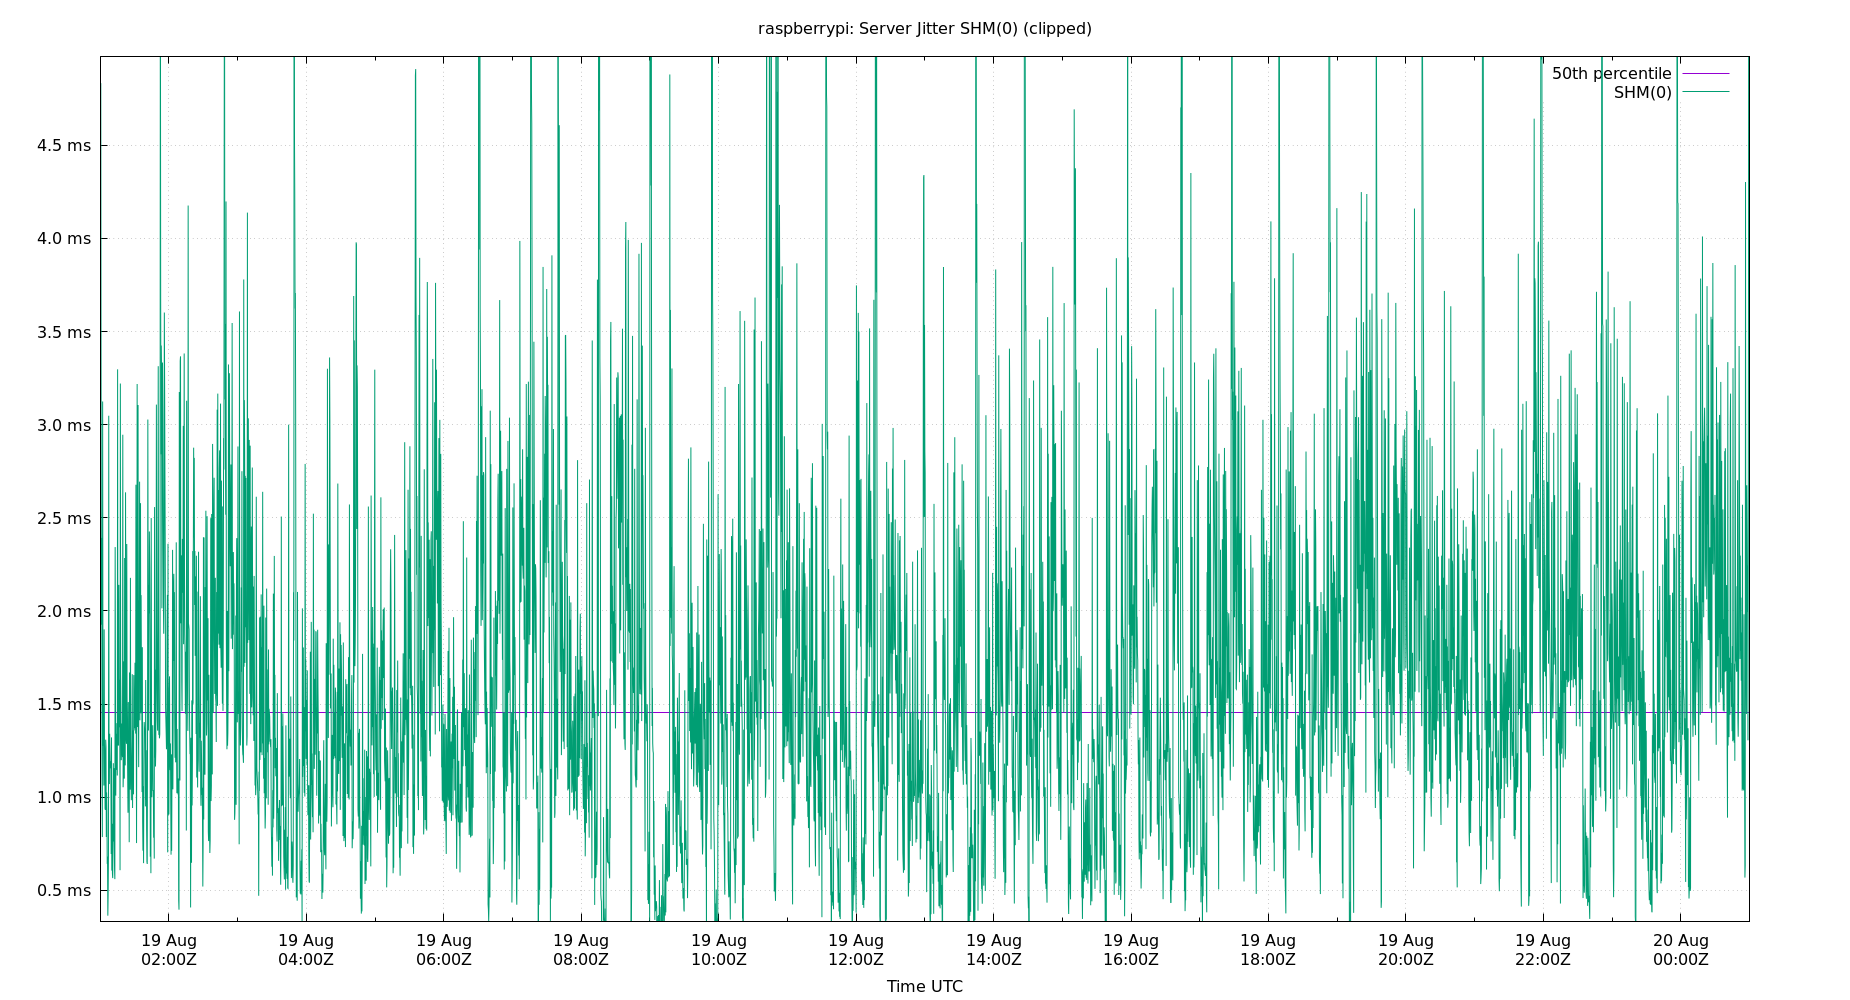 raspberrypi: Server Jitter SHM(0) (clipped)
50th percentile
SHM(0)
4.5 ms
4.0 ms
3.5 ms
3.0 ms
2.5 ms
2.0 ms
1.5 ms
1.0 ms
0.5 ms
19 Aug 19 Aug 19 Aug 19 Aug 19 Aug 19 Aug 19 Aug 19 Aug 19 Aug 19 Aug 19 Aug 20 Aug
02:00Z 04:00Z 06:00Z 08:00Z 10:00Z 12:00Z 14:00Z 16:00Z 18:00Z 20:00Z 22:00Z 00:00Z
Time UTC